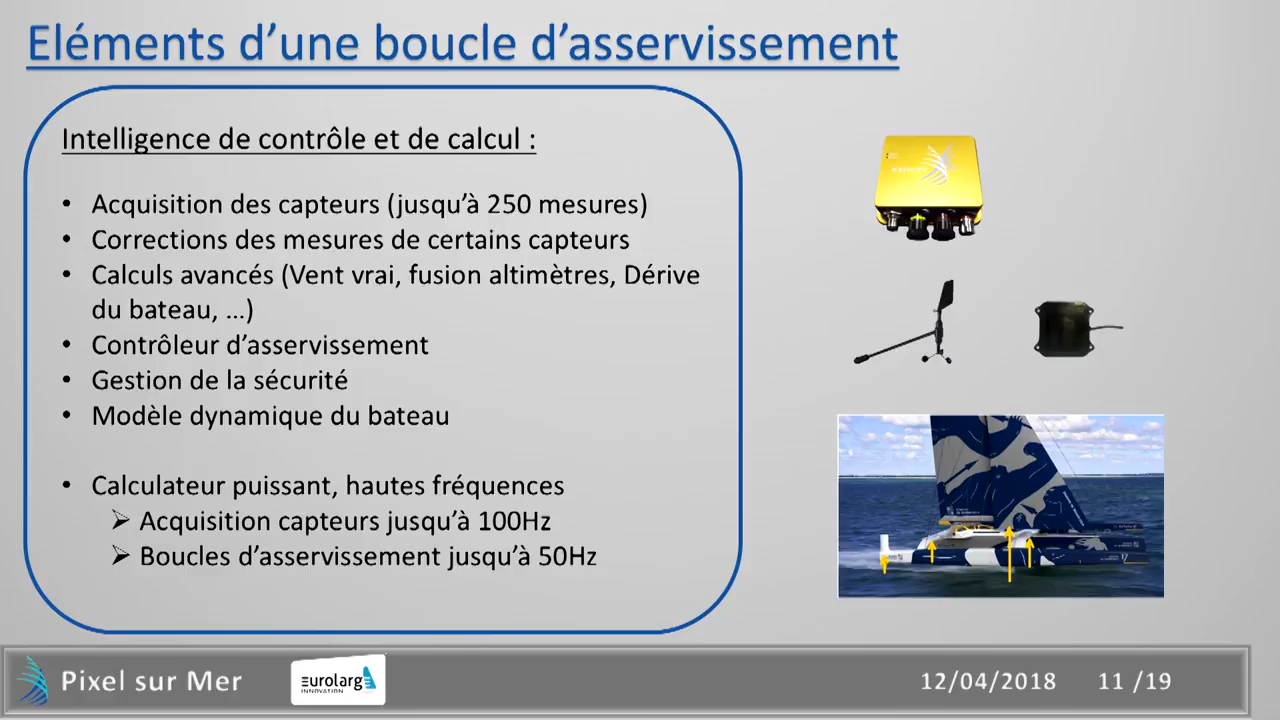 Eléments d’une boucle d’asservissement
Intelligence de contrôle et de calcul :
• Acquisition des capteurs (jusqu’à 250 mesures)
• Corrections des mesures de certains capteurs
• Calculs avancés (Vent vrai, fusion altimètres, Dérive
du bateau, …)
• Contrôleur d’asservissement
• Gestion de la sécurité
• Modèle dynamique du bateau
• Calculateur puissant, hautes fréquences
➢ Acquisition capteurs jusqu’à 100Hz
➢ Boucles d’asservissement jusqu’à 50Hz
17
Pixel sur Mer
eurolarge
INNOVATION
12/04/2018
11 /19